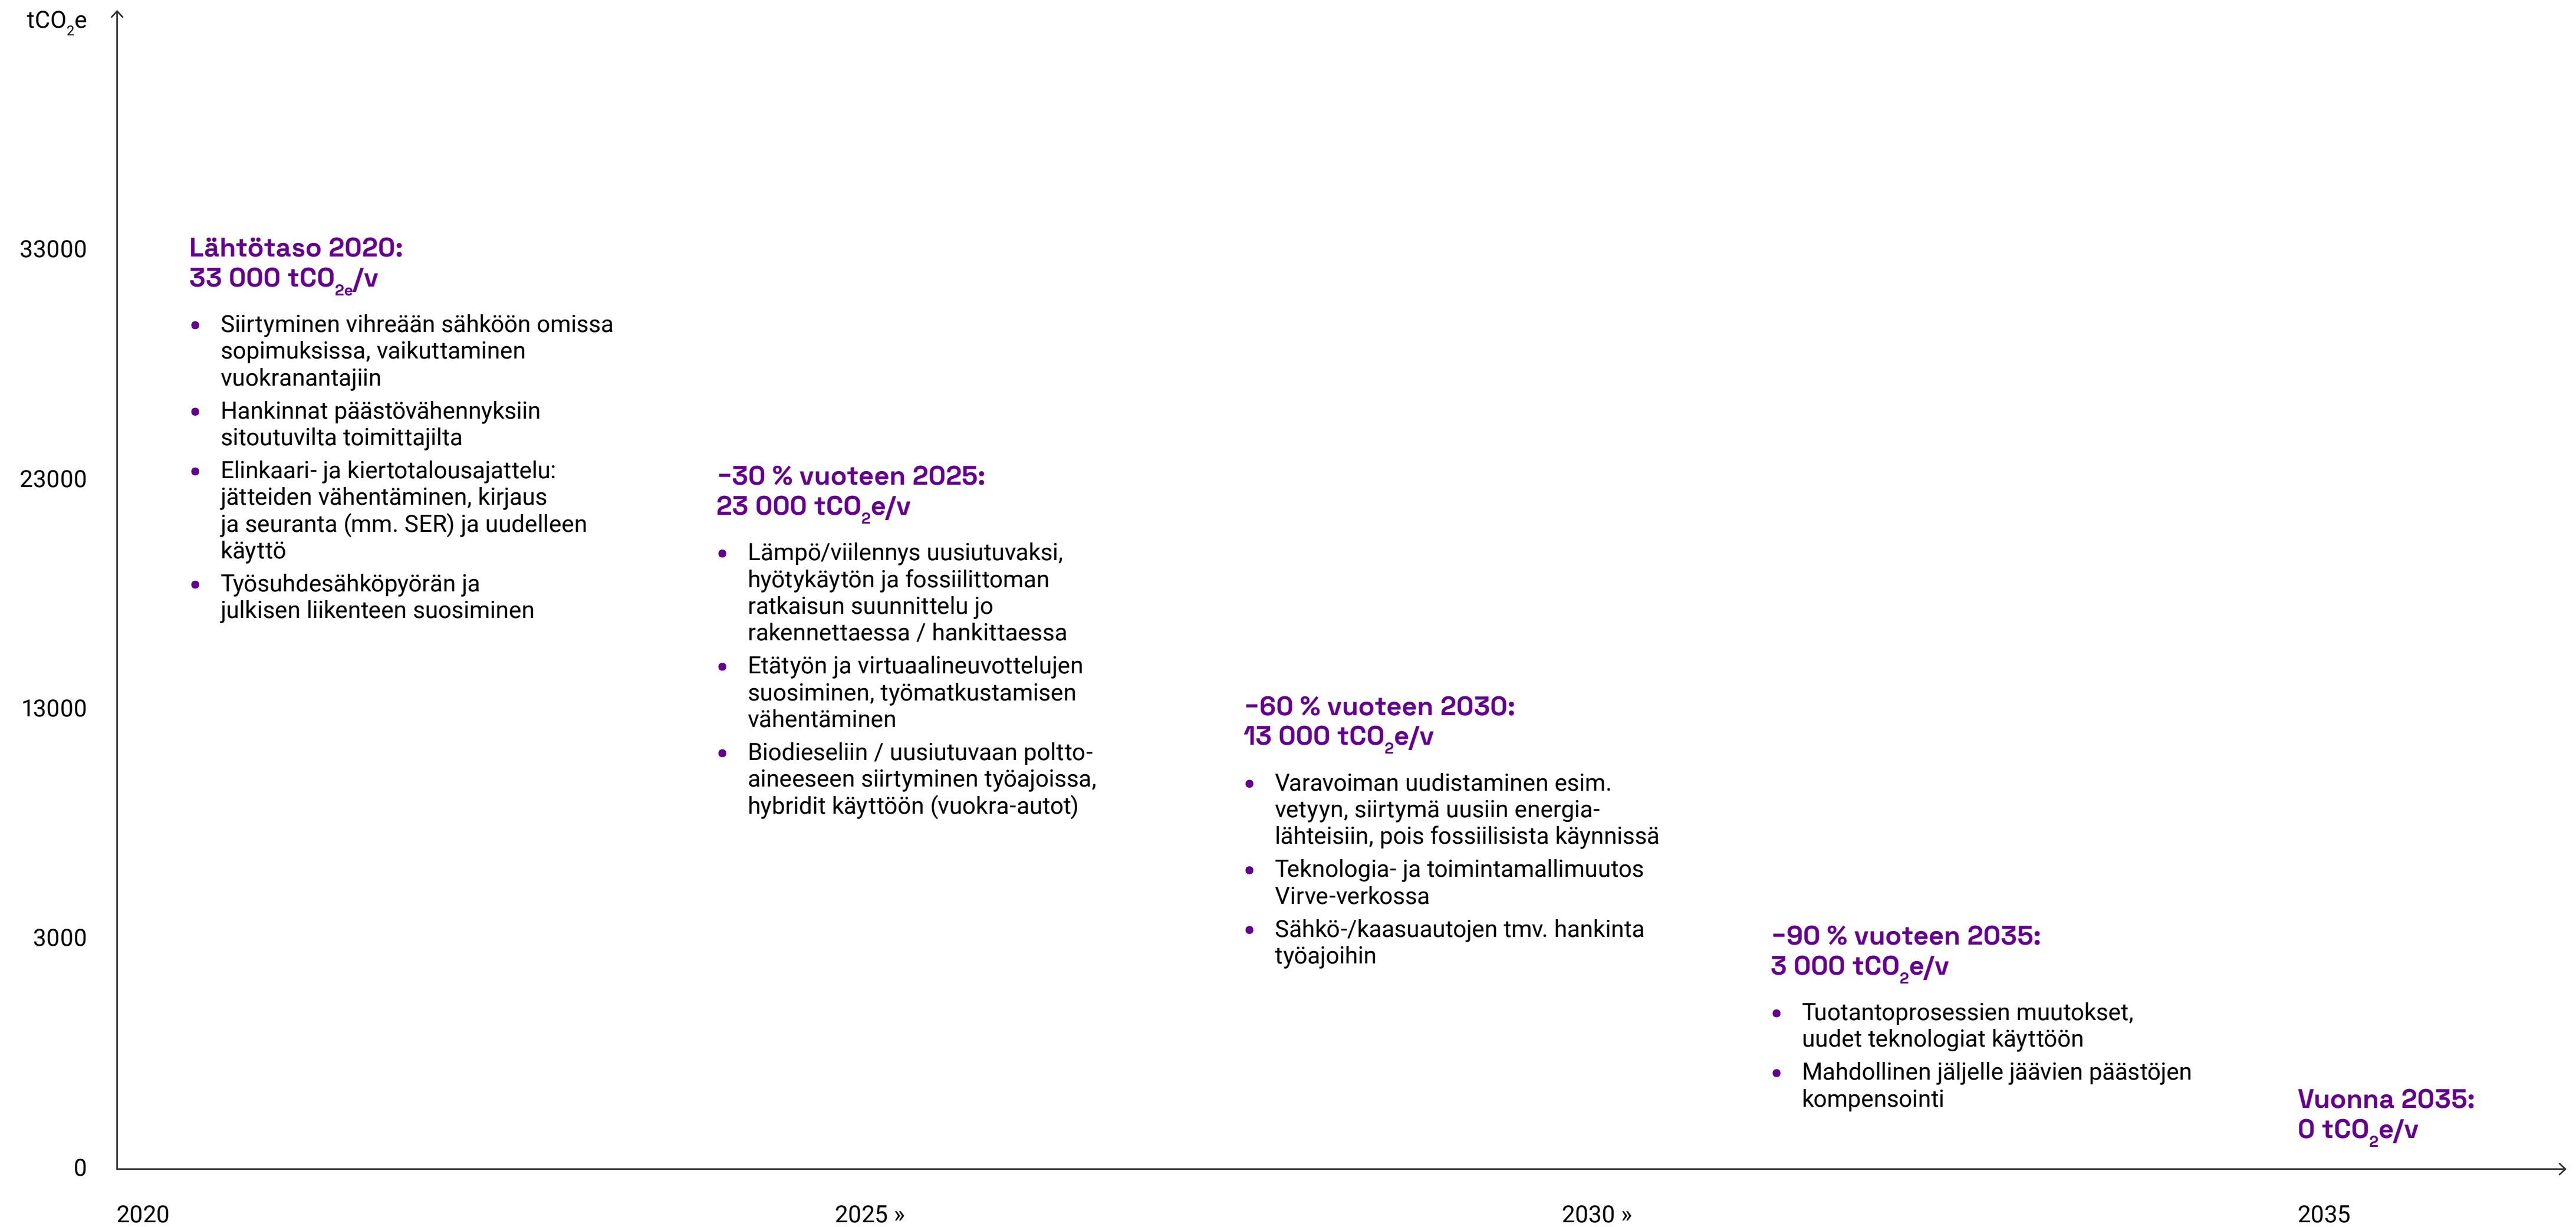 tCO₂e
33000
23000
13000
3000
0
Lähtötaso 2020:
33 000 tCO₂ₑ/v
• Siirtyminen vihreään sähköön omissa
sopimuksissa, vaikuttaminen
vuokranantajiin
• Hankinnat päästövähennyksiin
sitoutuvilta toimittajilta
• Elinkaari- ja kiertotalousajattelu:
jätteiden vähentäminen, kirjaus
ja seuranta (mm. SER) ja uudelleen
käyttö
• Työsuhdesähköpyörän ja
julkisen liikenteen suosiminen
-30 % vuoteen 2025:
23 000 tCO₂e/v
• Lämpö/viilennys uusiutuvaksi,
hyötykäytön ja fossiilittoman
ratkaisun suunnittelu jo
rakennettaessa / hankittaessa
• Etätyön ja virtuaalineuvottelujen
suosiminen, työmatkustamisen
vähentäminen
• Biodieseliin / uusiutuvaan poltto-
aineeseen siirtyminen työajoissa,
hybridit käyttöön (vuokra-autot)
-60 % vuoteen 2030:
13 000 tCO₂e/v
• Varavoiman uudistaminen esim.
vetyyn, siirtymä uusiin energia-
lähteisiin, pois fossiilisista käynnissä
• Teknologia- ja toimintamallimuutos
Virve-verkossa
• Sähkö-/kaasuautojen tmv. hankinta
työajoihin
-90 % vuoteen 2035:
3 000 tCO₂e/v
• Tuotantoprosessien muutokset,
uudet teknologiat käyttöön
• Mahdollinen jäljelle jäävien päästöjen
kompensointi
Vuonna 2035:
0 tCO₂e/v
2020
2025 »
2030 »
2035